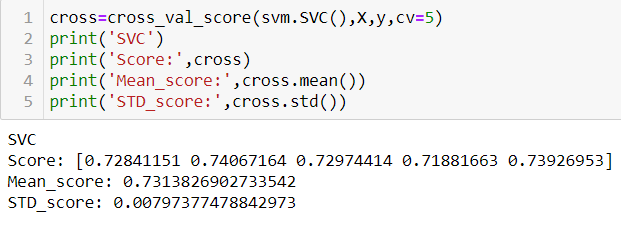 1 cross=cross_val_score(svm.SVC(),X,y,cv=5)
2 print('SVC')
3 print('Score:',cross)
4 print('Mean_score:',cross.mean())
5 print('STD_score:',cross.std())
SVC
Score: [0.72841151 0.74067164 0.72974414 0.71881663 0.73926953]
Mean_score: 0.7313826902733542
STD_score: 0.00797377478842973